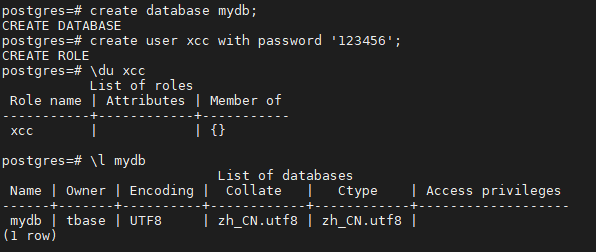 postgres=# create database mydb;
CREATE DATABASE
postgres=# create user xcc with password '123456';
CREATE ROLE
postgres=# \du xcc
           List of roles
 Role name | Attributes | Member of
-----------+------------+-----------
 xcc       |            | {}

postgres=# \l mydb
                           List of databases
 Name | Owner | Encoding |  Collate   |   Ctype    | Access privileges
------+-------+----------+------------+------------+-------------------
 mydb | tbase | UTF8     | zh_CN.utf8 | zh_CN.utf8 |
(1 row)